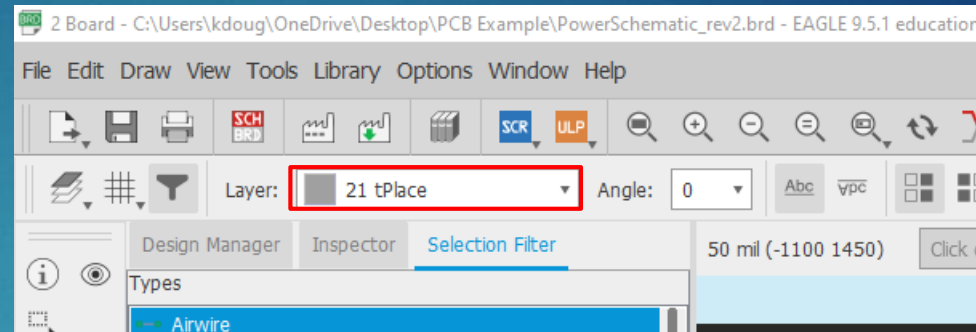 2 Board - C:\Users\kdoug\OneDrive\Desktop\PCB Example\PowerSchematic_rev2.brd - EAGLE 9.5.1 education
File Edit Draw View Tools Library Options Window Help
SCH BRD SCR ULP
Layer: 21 tPlace Angle: 0 Abc Abc
Design Manager Inspector Selection Filter 50 mil (-1100 1450) Click
Types
Airwire